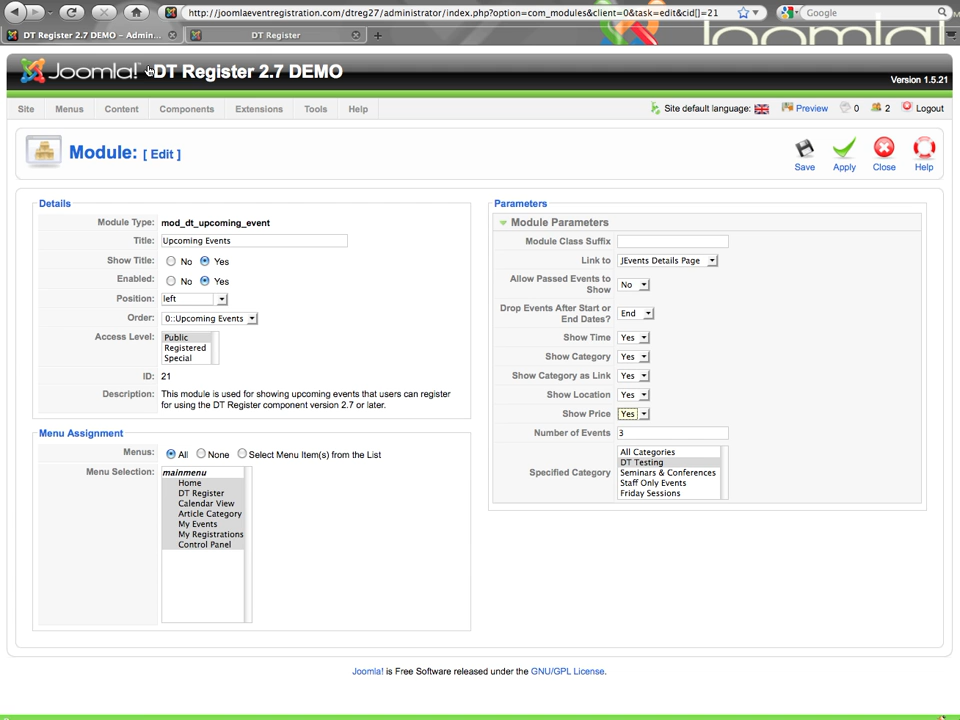 http://joomlaeventregistration.com/dtreg27/administrator/index.php?option=com_modules&client=0&task=edit&cid[]=21
Google
DT Register 2.7 DEMO – Admin...
DT Register
Joomla!
Joomla! DT Register 2.7 DEMO
Version 1.5.21
Site Menus Content Components Extensions Tools Help
Site default language: Preview 0 2 Logout
Module: [ Edit ]
Save Apply Close Help
Details
Module Type: mod_dt_upcoming_event
Title: Upcoming Events
Show Title: No Yes
Enabled: No Yes
Position: left
Order: 0::Upcoming Events
Access Level: Public
Registered
Special
ID: 21
Description: This module is used for showing upcoming events that users can register
for using the DT Register component version 2.7 or later.
Menu Assignment
Menus: All None Select Menu Item(s) from the List
Menu Selection: mainmenu
Home
DT Register
Calendar View
Article Category
My Events
My Registrations
Control Panel
Parameters
Module Parameters
Module Class Suffix
Link to JEvents Details Page
Allow Passed Events to
Show No
Drop Events After Start or
End Dates? End
Show Time Yes
Show Category Yes
Show Category as Link Yes
Show Location Yes
Show Price Yes
Number of Events 3
Specified Category
All Categories
DT Testing
Seminars & Conferences
Staff Only Events
Friday Sessions
Joomla! is Free Software released under the GNU/GPL License.